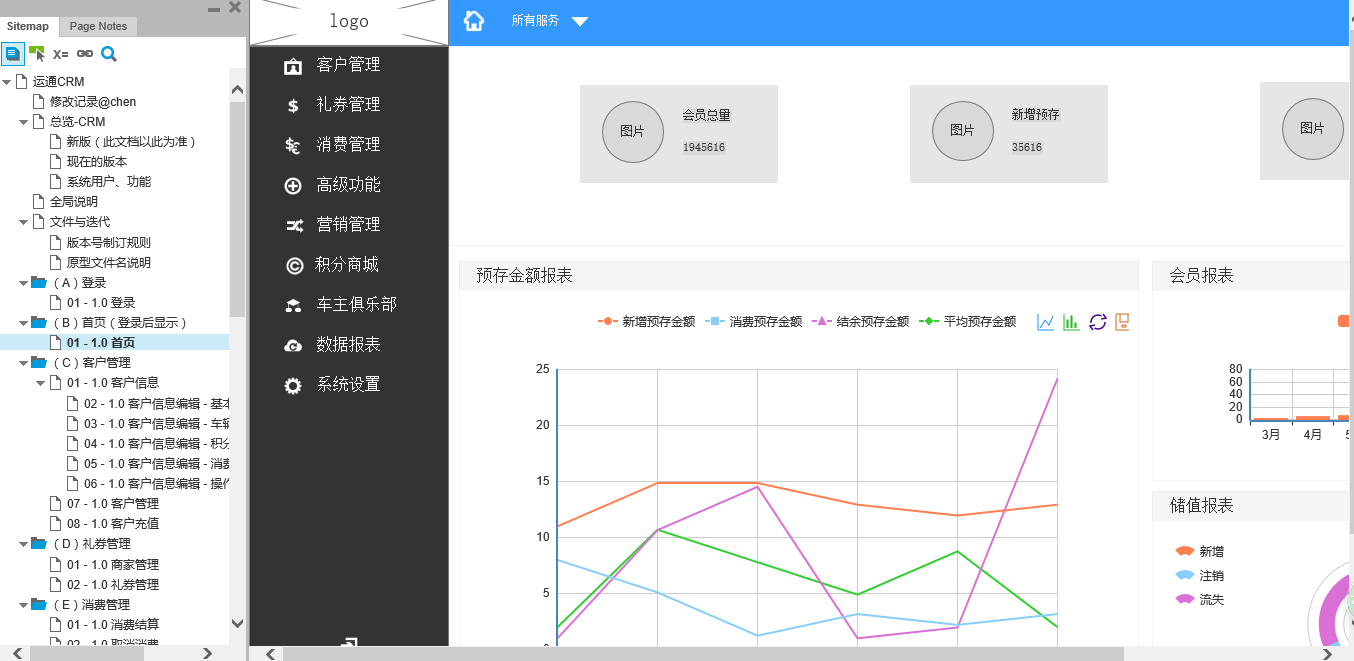 Sitemap
Page Notes
X=
运通CRM
修改记录@chen
总览-CRM
新版（此文档以此为准）
现在的版本
系统用户、功能
全局说明
文件与迭代
版本号制订规则
原型文件名说明
（A）登录
01 - 1.0 登录
（B）首页（登录后显示）
01 - 1.0 首页
（C）客户管理
01 - 1.0 客户信息
02 - 1.0 客户信息编辑 - 基本
03 - 1.0 客户信息编辑 - 车辆
04 - 1.0 客户信息编辑 - 积分
05 - 1.0 客户信息编辑 - 消费
06 - 1.0 客户信息编辑 - 操作
07 - 1.0 客户管理
08 - 1.0 客户充值
（D）礼券管理
01 - 1.0 商家管理
02 - 1.0 礼券管理
（E）消费管理
01 - 1.0 消费结算
02 - 1.0 取消消费
logo
客户管理
礼券管理
消费管理
高级功能
营销管理
积分商城
车主俱乐部
数据报表
系统设置
所有服务
图片
会员总量
1945616
图片
新增预存
35616
图片
预存金额报表
新增预存金额 消费预存金额 结余预存金额 平均预存金额
25
20
15
10
5
会员报表
80
60
40
20
0
3月 4月
储值报表
新增
注销
流失